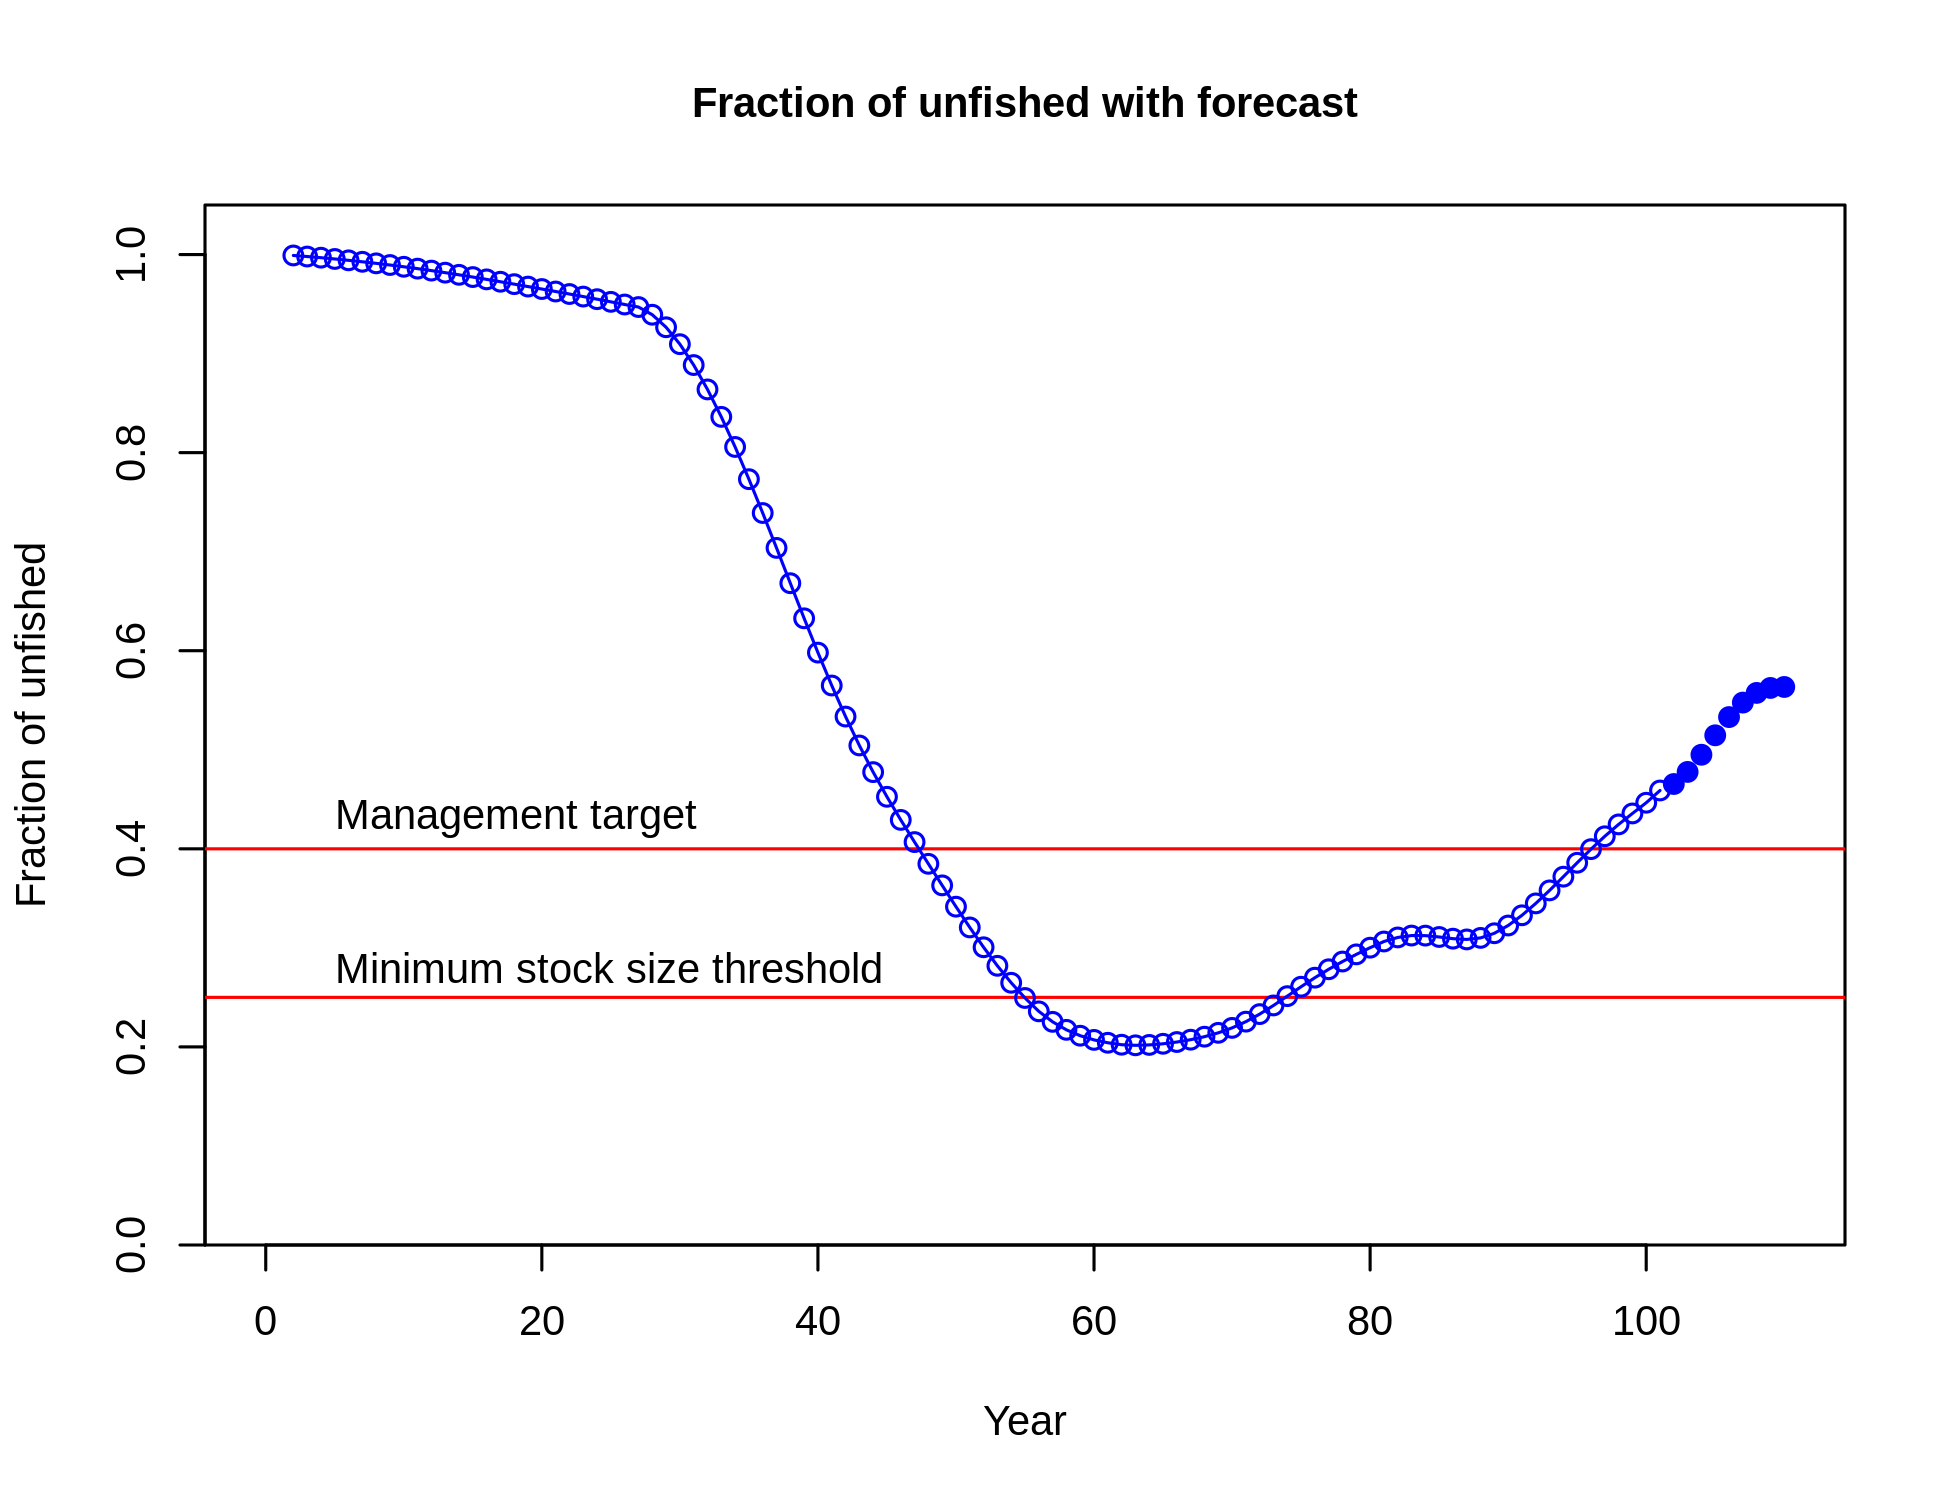 Fraction of unfished with forecast
Fraction of unfished
1.0
0.8
0.6
0.4
0.2
0.0
Management target
Minimum stock size threshold
0
20
40
60
80
100
Year